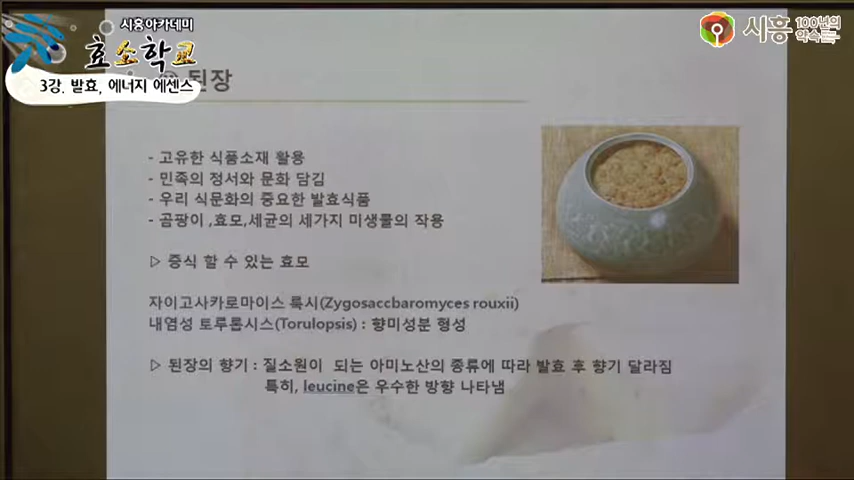 시흥아카데미
효소학교
3강. 발효, 에너지 에센스
시흥 100년의 약속
된장
- 고유한 식품소재 활용
- 민족의 정서와 문화 담김
- 우리 식문화의 중요한 발효식품
- 곰팡이 ,효모,세균의 세가지 미생물의 작용
▷ 증식 할 수 있는 효모
자이고사카로마이스 룩시(Zygosaccbaromyces rouxii)
내염성 토루롭시스(Torulopsis) : 향미성분 형성
▷ 된장의 향기 : 질소원이 되는 아미노산의 종류에 따라 발효 후 향기 달라짐
특히, leucine은 우수한 방향 나타냄